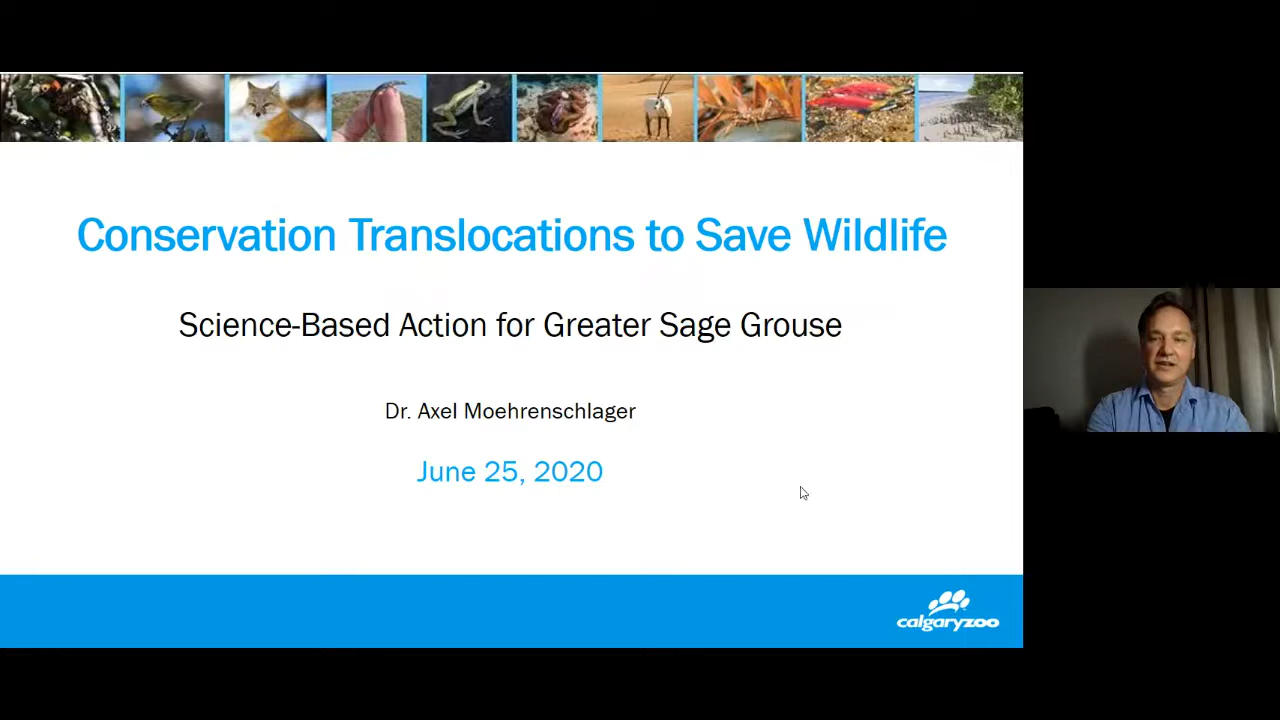 Conservation Translocations to Save Wildlife
Science-Based Action for Greater Sage Grouse
Dr. Axel Moehrenschlager
June 25, 2020
calgaryzoo